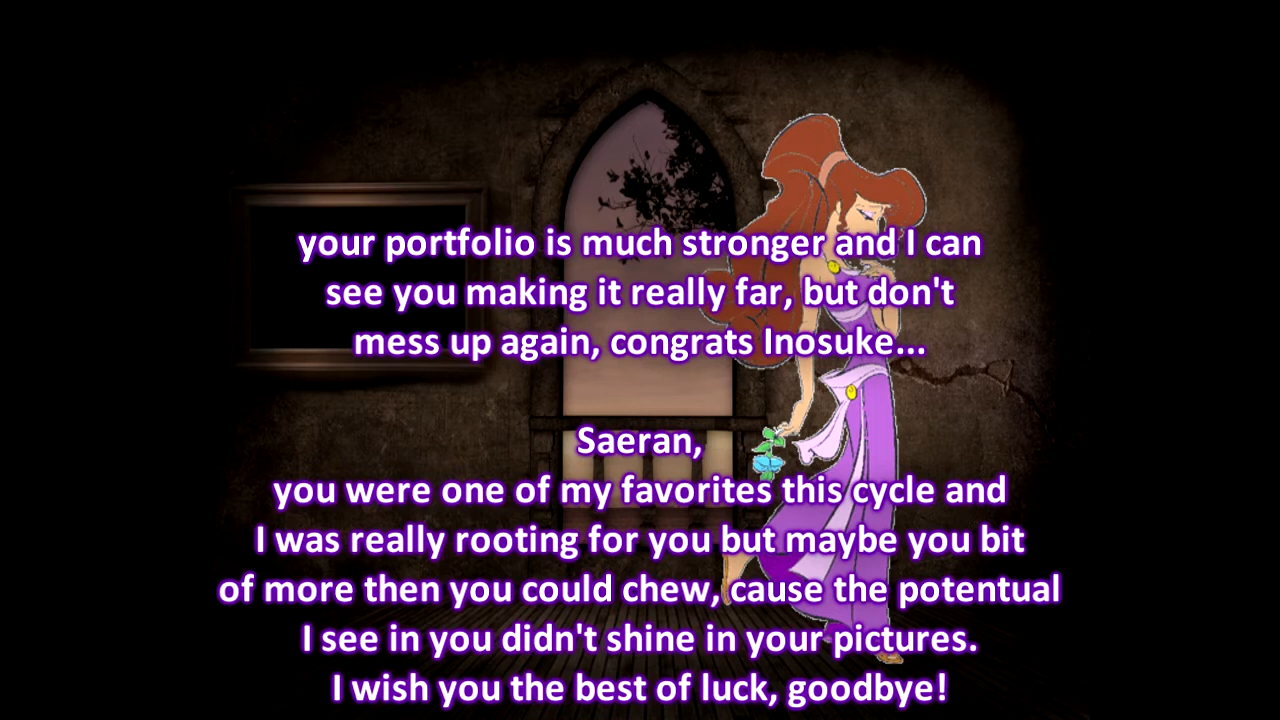 your portfolio is much stronger and I can
see you making it really far, but don't
mess up again, congrats Inosuke...
Saeran,
you were one of my favorites this cycle and
I was really rooting for you but maybe you bit
of more then you could chew, cause the potentual
I see in you didn't shine in your pictures.
I wish you the best of luck, goodbye!